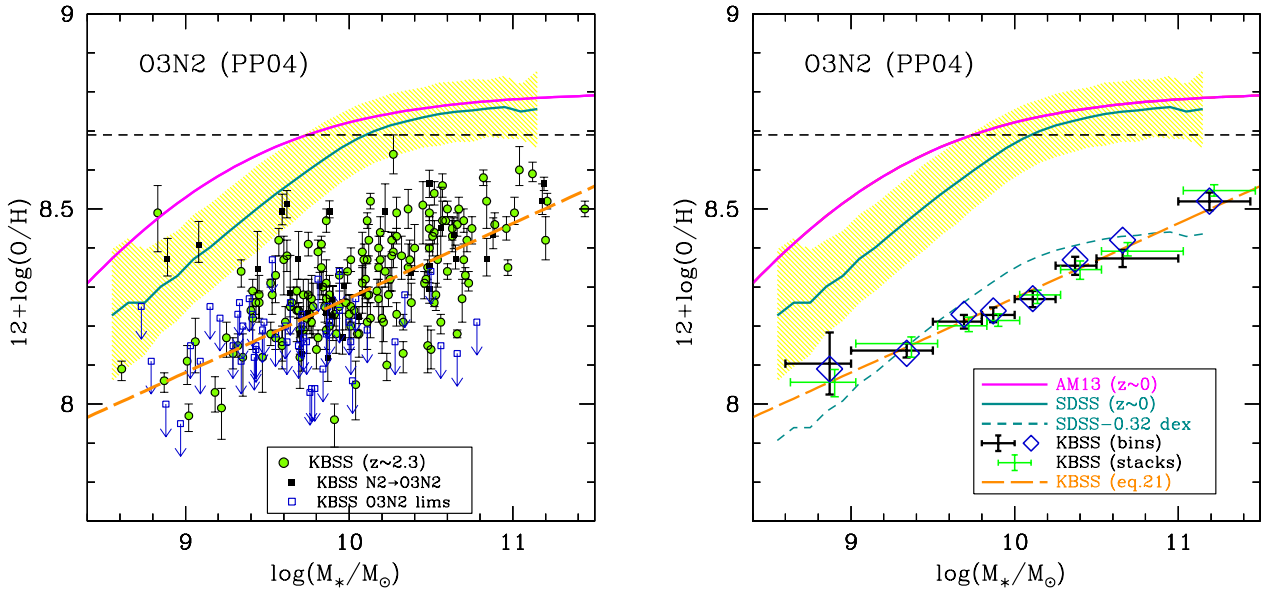 O3N2 (PP04)
9
8.5
8
12+log(O/H)
9
10
11
log(M*/M⊙)
KBSS (z~2.3)
KBSS N2→O3N2
KBSS O3N2 lims
O3N2 (PP04)
9
8.5
8
12+log(O/H)
9
10
11
log(M*/M⊙)
AM13 (z~0)
SDSS (z~0)
SDSS−0.32 dex
KBSS (bins)
KBSS (stacks)
KBSS (eq.21)